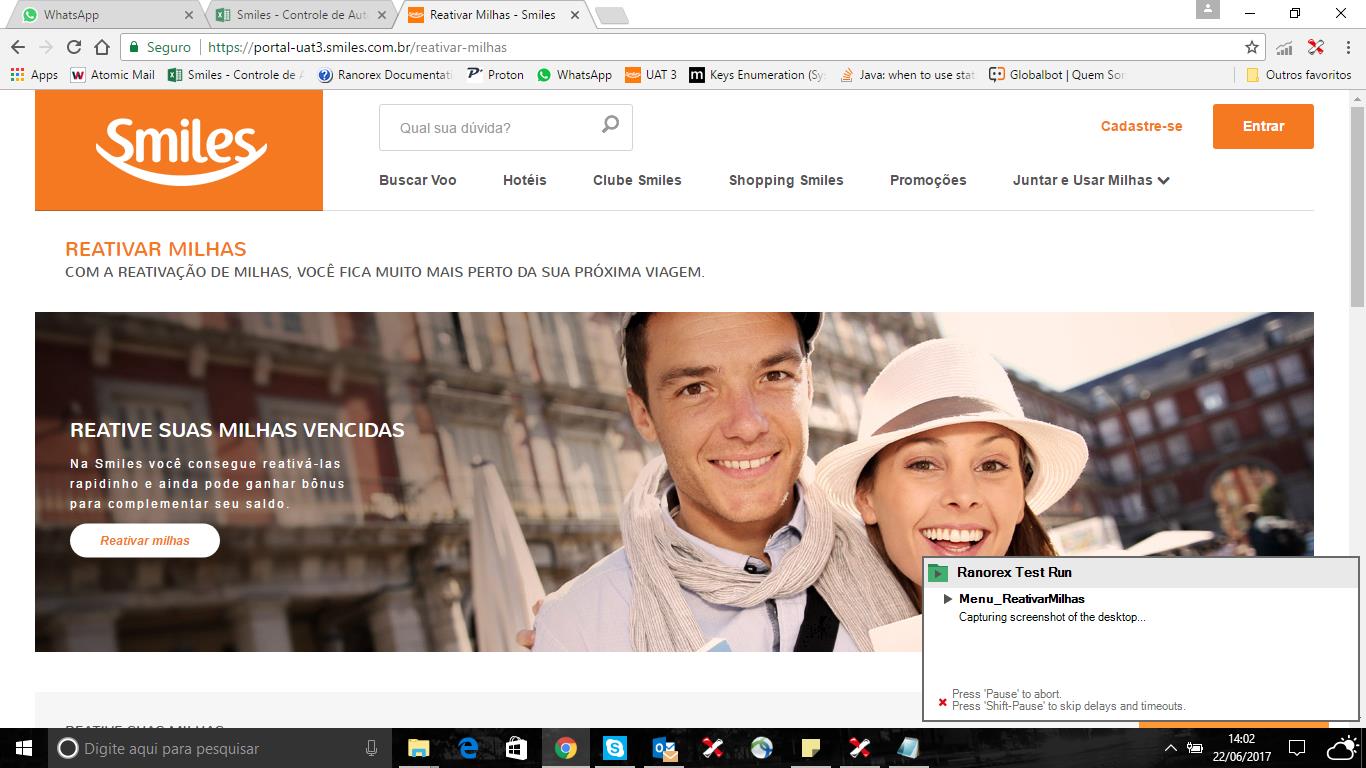 WhatsApp
Smiles - Controle de Aut
Reativar Milhas - Smiles
Seguro
https://portal-uat3.smiles.com.br/reativar-milhas
Apps
Atomic Mail
Smiles - Controle de A
Ranorex Documentati
Proton
WhatsApp
UAT 3
Keys Enumeration (Sy
Java: when to use stat
Globalbot | Quem Som
Outros favoritos
Smiles
Qual sua dúvida?
Cadastre-se
Entrar
Buscar Voo
Hotéis
Clube Smiles
Shopping Smiles
Promoções
Juntar e Usar Milhas
REATIVAR MILHAS
COM A REATIVAÇÃO DE MILHAS, VOCÊ FICA MUITO MAIS PERTO DA SUA PRÓXIMA VIAGEM.
REATIVE SUAS MILHAS VENCIDAS
Na Smiles você consegue reativá-las
rapidinho e ainda pode ganhar bônus
para complementar seu saldo.
Reativar milhas
Ranorex Test Run
Menu_ReativarMilhas
Capturing screenshot of the desktop...
Press 'Pause' to abort.
Press 'Shift-Pause' to skip delays and timeouts.
REATIVE SUAS MILHAS
Digite aqui para pesquisar
14:02
22/06/2017